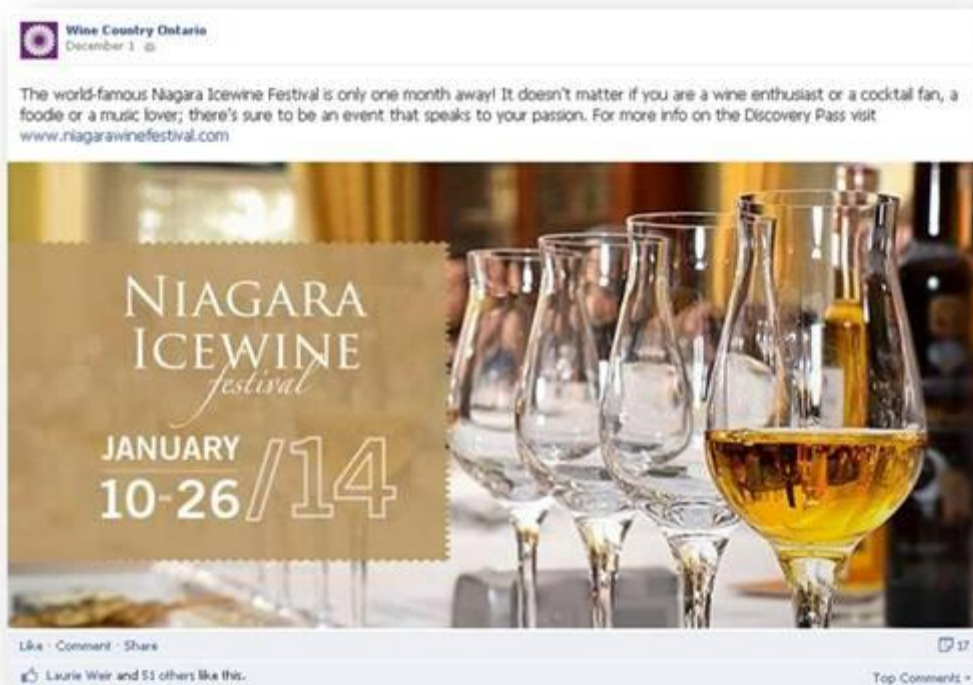 Wine Country Ontario
December 1
The world-famous Niagara Icewine Festival is only one month away! It doesn't matter if you are a wine enthusiast or a cocktail fan, a
foodie or a music lover; there's sure to be an event that speaks to your passion. For more info on the Discovery Pass visit
www.niagarawinefestival.com
NIAGARA
ICEWINE
festival
JANUARY
10-26/14
Like · Comment · Share
17
Laurie Weir and 51 others like this.
Top Comments